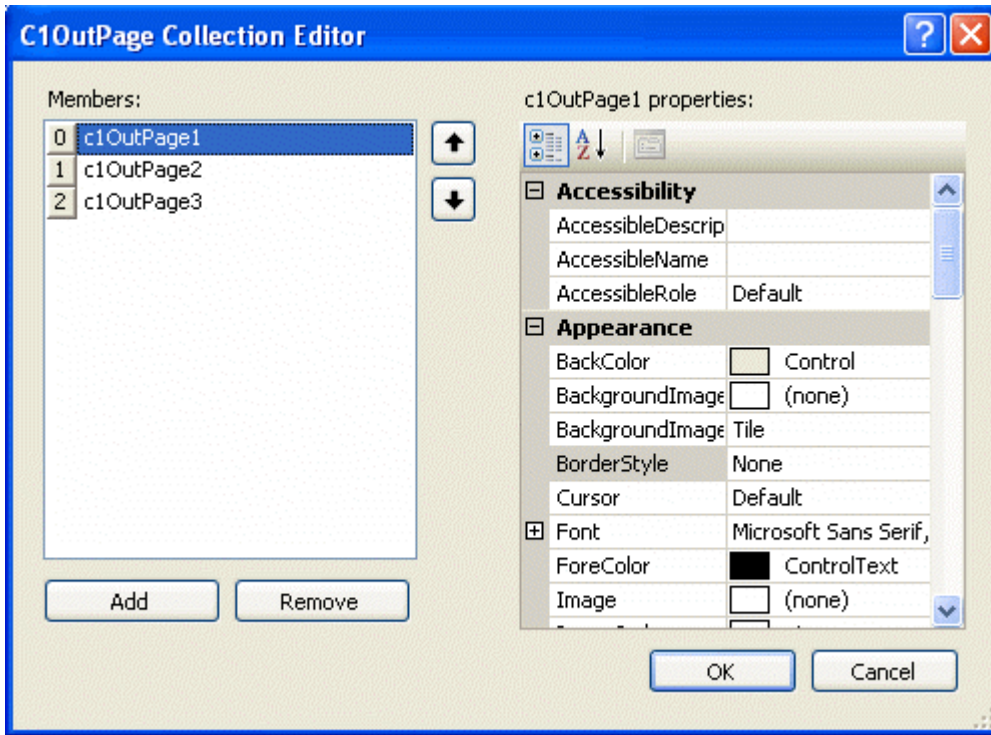 C1OutPage Collection Editor
Members:
0 c1OutPage1
1 c1OutPage2
2 c1OutPage3
Add Remove
c1OutPage1 properties:
Accessibility
AccessibleDescrip
AccessibleName
AccessibleRole Default
Appearance
BackColor Control
BackgroundImage (none)
BackgroundImage Tile
BorderStyle None
Cursor Default
Font Microsoft Sans Serif,
ForeColor ControlText
Image (none)
OK Cancel